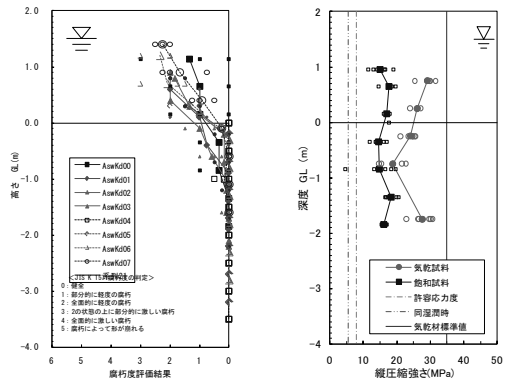 2.0
1.0
0.0
-1.0
-2.0
-3.0
-4.0
高さ GL(m)
AswKd00
AswKd01
AswKd02
AswKd03
AswKd04
AswKd05
AswKd06
AswKd07
<JIS K 1571腐朽度の判定>
0：健全
1：部分的に軽度の腐朽
2：全面的に軽度の腐朽
3：2の状態の上に部分的に激しい腐朽
4：全面的に激しい腐朽
5：腐朽によって形が崩れる
6 5 4 3 2 1 0
腐朽度評価結果
2
1
0
-1
-2
-3
-4
深度 GL (m)
気乾試料
飽和試料
許容応力度
同湿潤時
気乾材標準値
0 10 20 30 40 50
縦圧縮強さ(MPa)